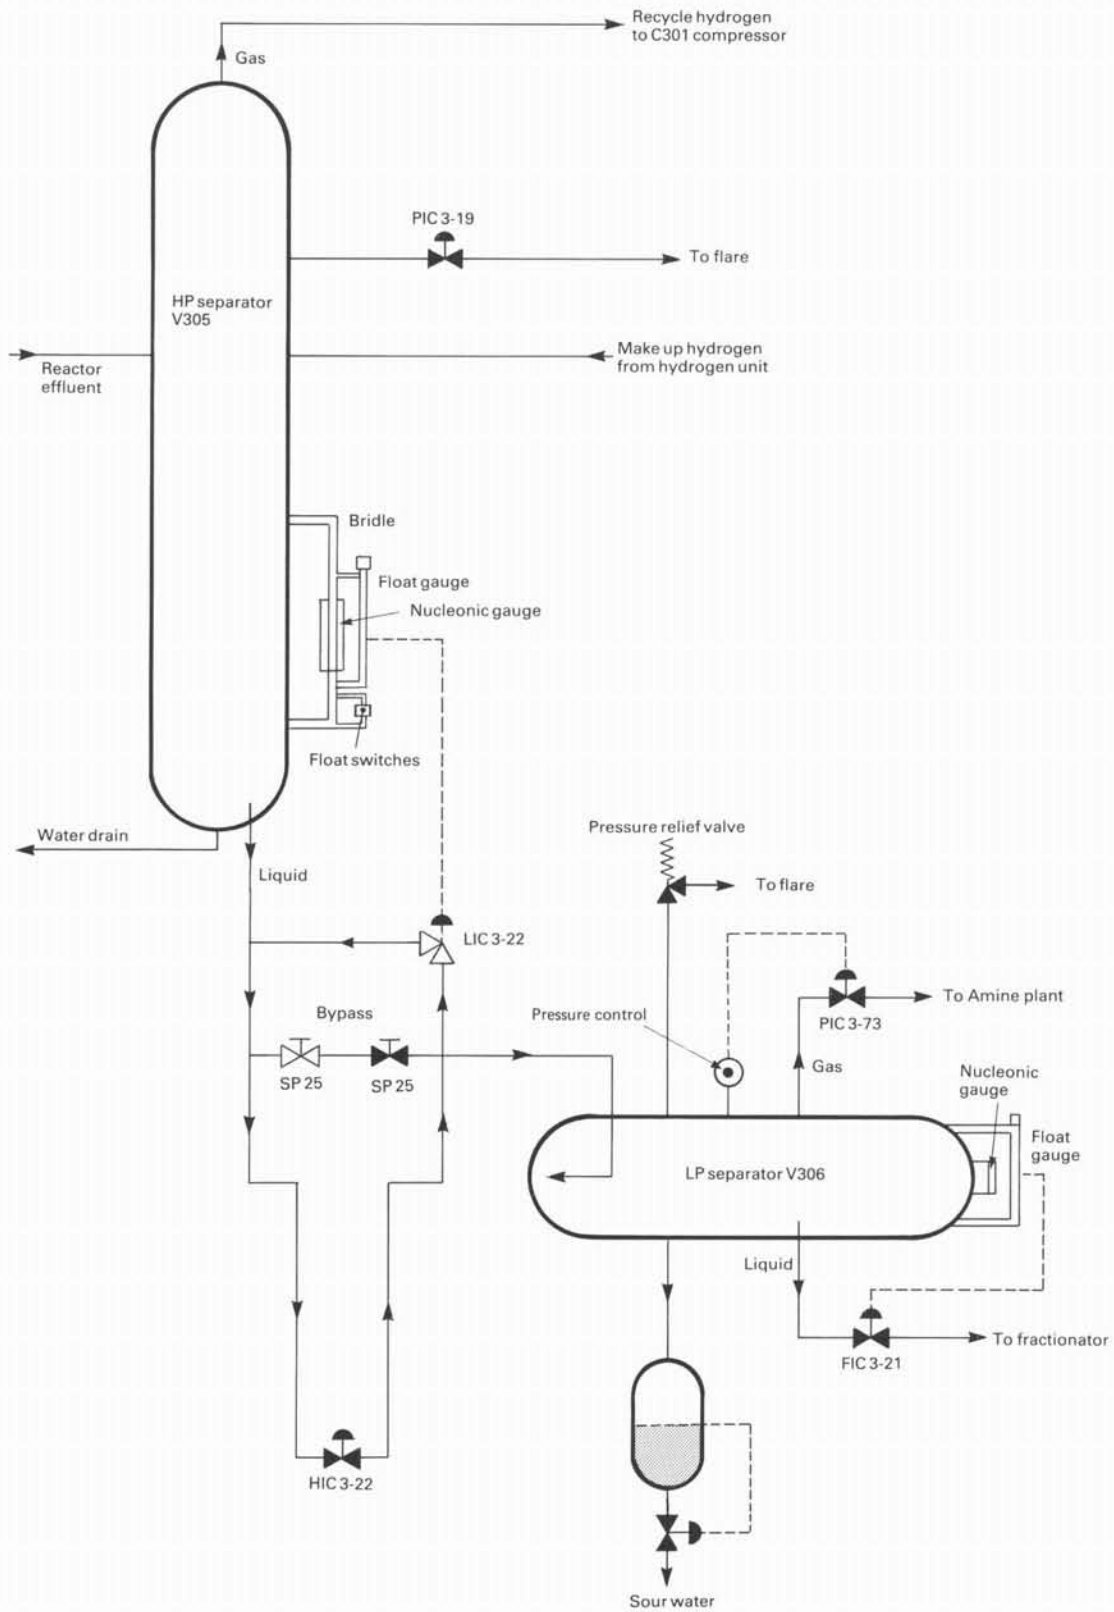 Recycle hydrogen
to C301 compressor
Gas
PIC 3-19
To flare
HP separator
V305
Reactor
effluent
Make up hydrogen
from hydrogen unit
Bridle
Float gauge
Nucleonic gauge
Float switches
Water drain
Liquid
Pressure relief valve
To flare
LIC 3-22
Bypass
SP 25
SP 25
Pressure control
PIC 3-73
To Amine plant
Gas
Nucleonic
gauge
Float
gauge
LP separator V306
Liquid
FIC 3-21
To fractionator
HIC 3-22
Sour water